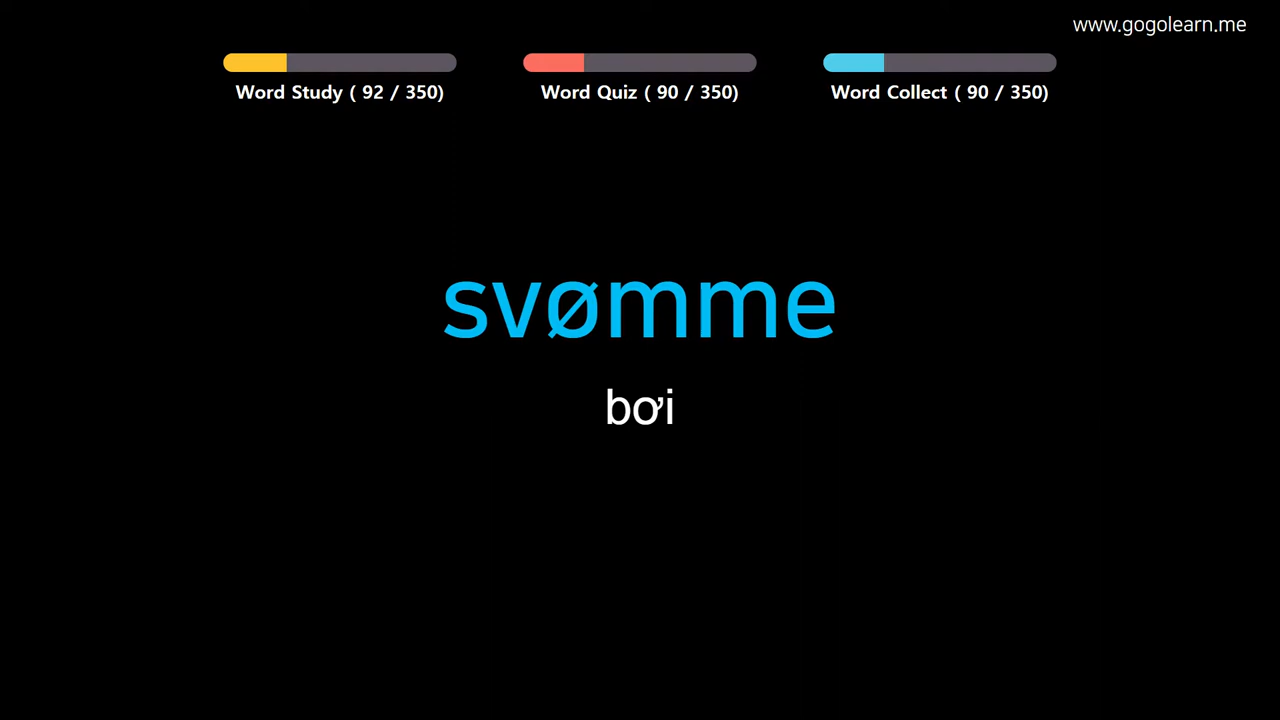 www.gogolearn.me
Word Study ( 92 / 350)
Word Quiz ( 90 / 350)
Word Collect ( 90 / 350)
svømme
bơi